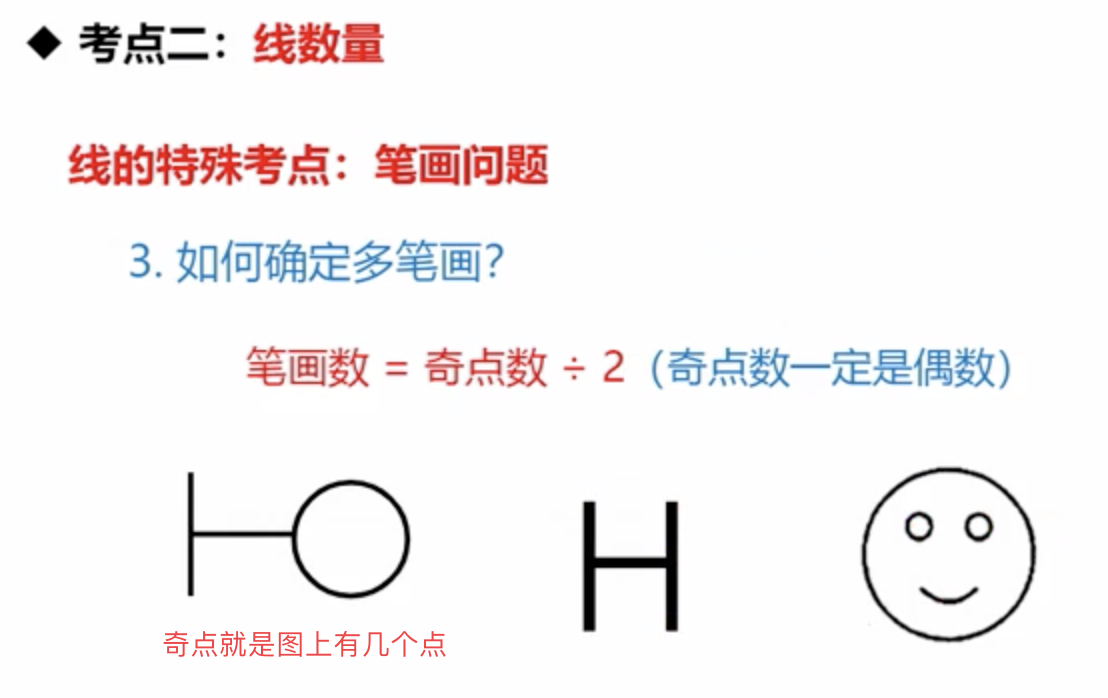 ◆ 考点二：线数量
线的特殊考点：笔画问题
3. 如何确定多笔画？
笔画数 = 奇点数 ÷ 2（奇点数一定是偶数）
奇点就是图上有几个点